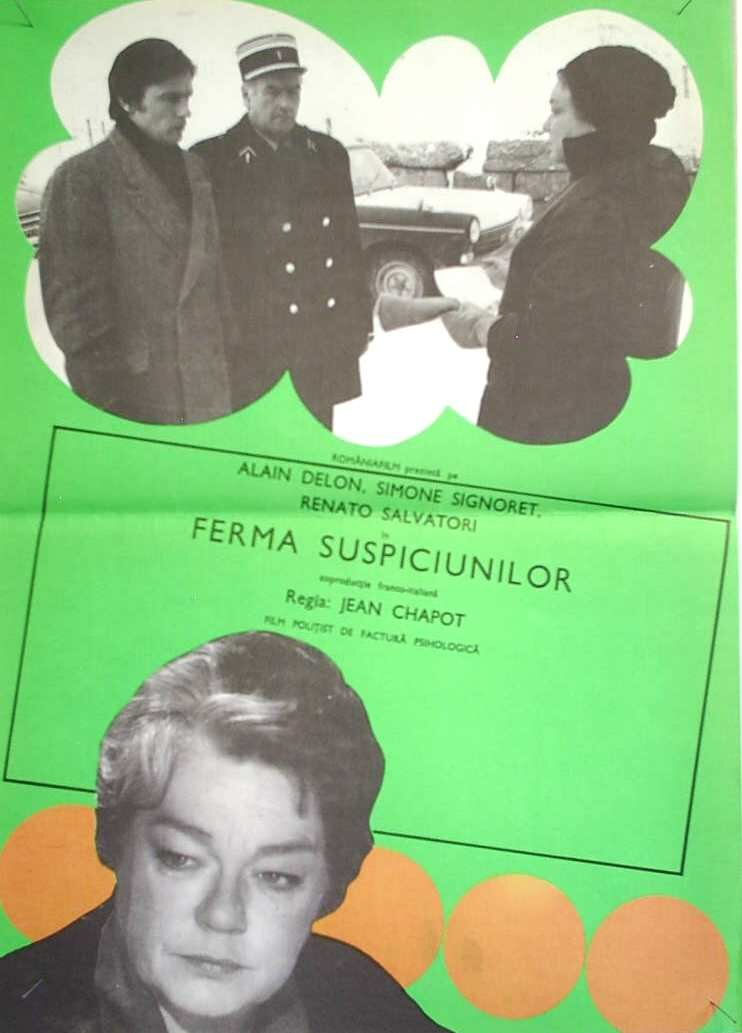 ROMÂNIAFILM prezintă pe
ALAIN DELON, SIMONE SIGNORET,
RENATO SALVATORI
în
FERMA SUSPICIUNILOR
coproducție franco-italiană
Regia: JEAN CHAPOT
FILM POLIȚIST DE FACTURĂ PSIHOLOGICĂ